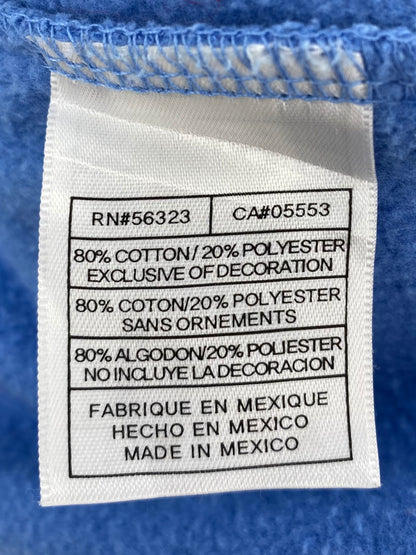 RN#56323 CA#05553
80% COTTON/20% POLYESTER
EXCLUSIVE OF DECORATION
80% COTON/20% POLYESTER
SANS ORNEMENTS
80% ALGODON/20% POLIESTER
NO INCLUYE LA DECORACION
FABRIQUE EN MEXIQUE
HECHO EN MEXICO
MADE IN MEXICO